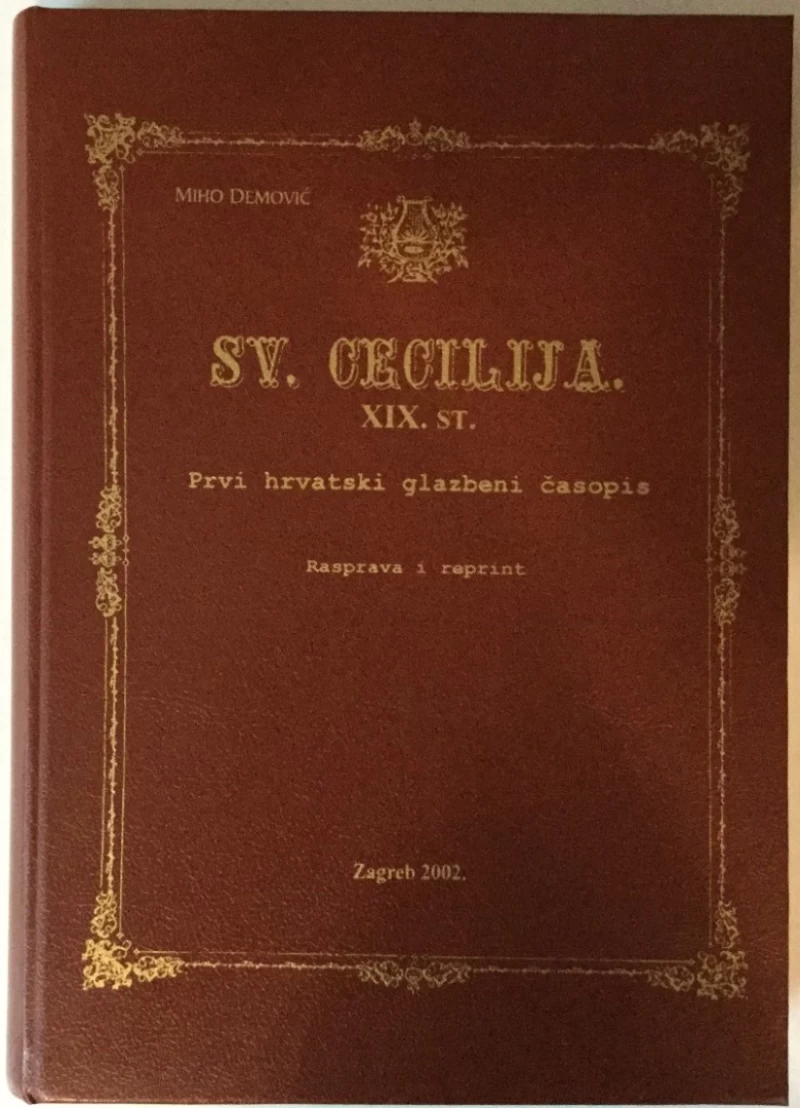 MIHO DEMOVIĆ
SV. CECILIJA.
XIX. ST.
Prvi hrvatski glazbeni časopis
Rasprava i reprint
Zagreb 2002.